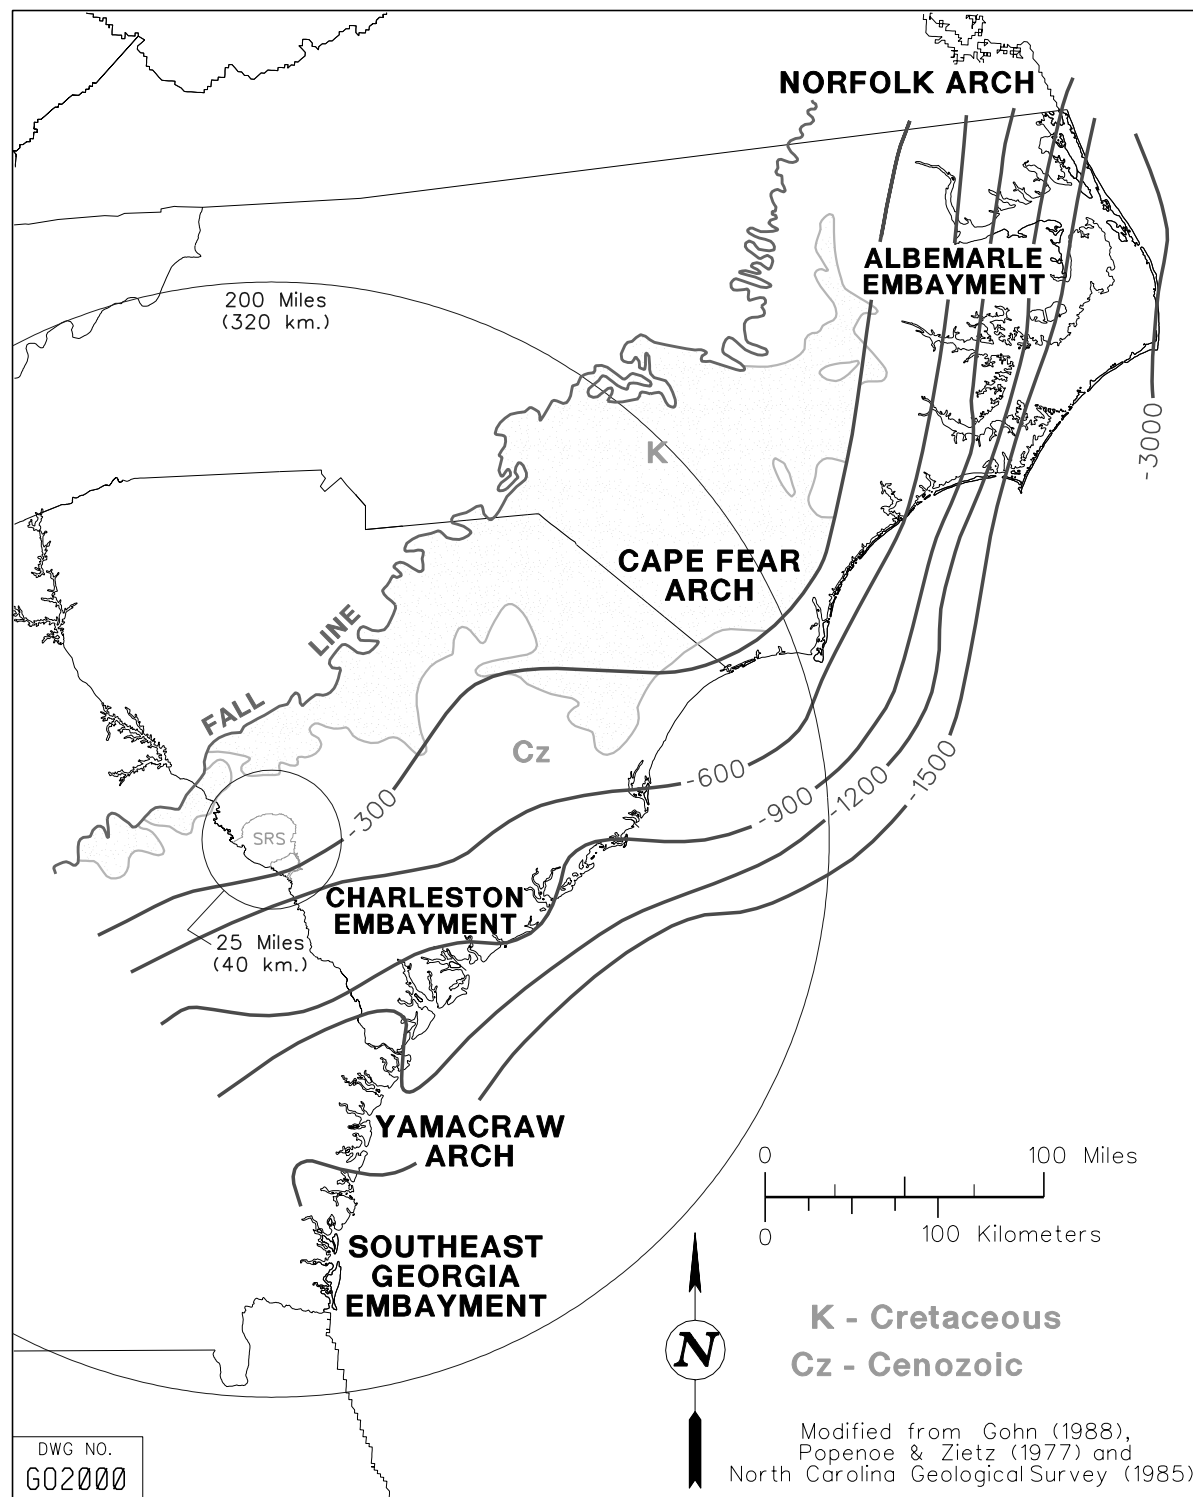 NORFOLK ARCH
ALBEMARLE
EMBAYMENT
200 Miles
(320 km.)
-3000
K
CAPE FEAR
ARCH
FALL LINE
Cz
-600
-900
-1200
-1500
-300
SRS
CHARLESTON
EMBAYMENT
25 Miles
(40 km.)
YAMACRAW
ARCH
0 100 Miles
0 100 Kilometers
SOUTHEAST
GEORGIA
EMBAYMENT
K - Cretaceous
N
Cz - Cenozoic
Modified from Gohn (1988),
Popenoe & Zietz (1977) and
North Carolina Geological Survey (1985)
DWG NO.
G02000